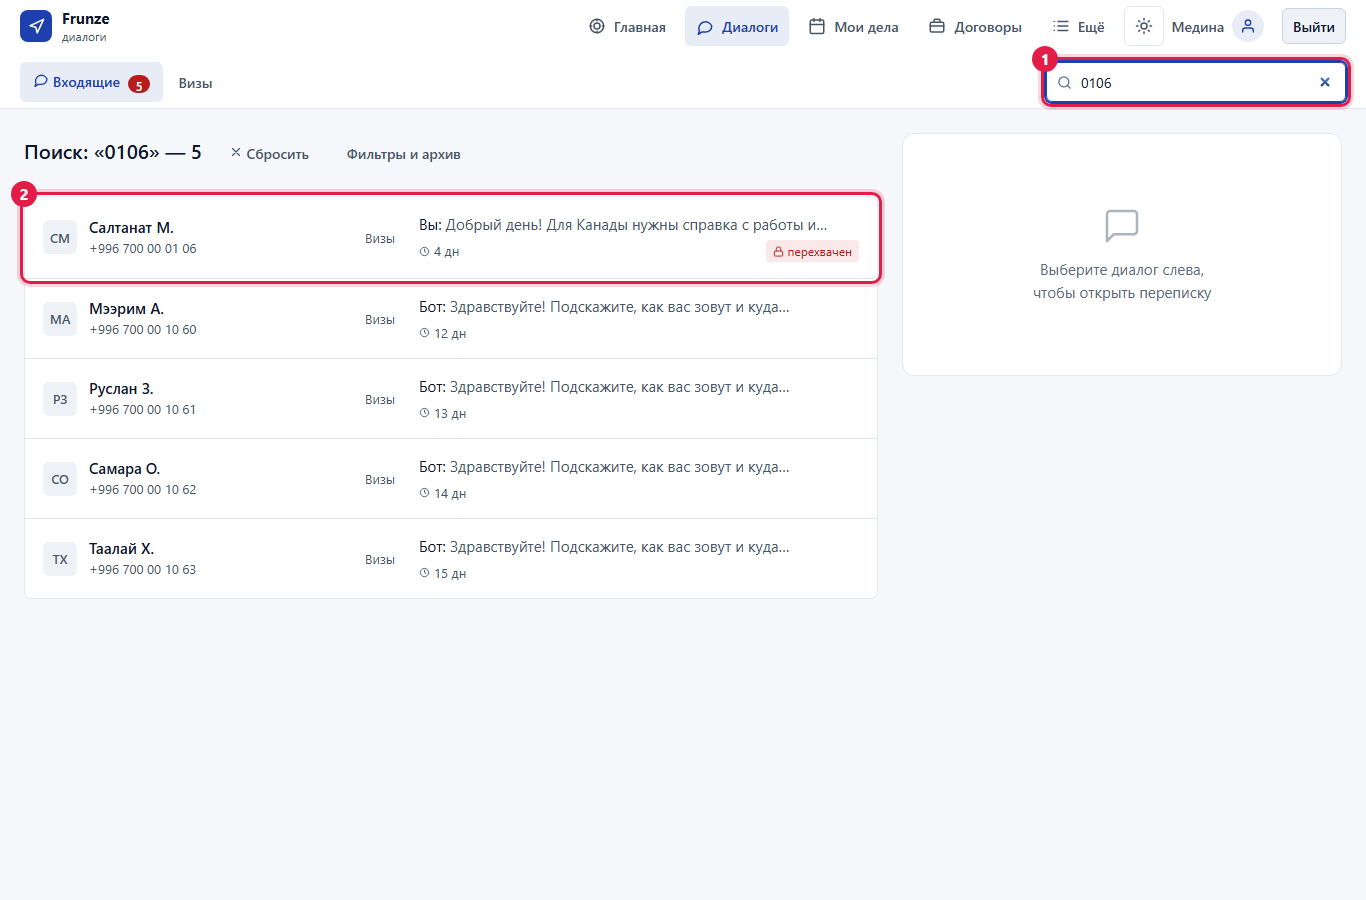 Frunze
диалоги
Главная
Диалоги
Мои дела
Договоры
Ещё
Медина
Выйти
Входящие 5
Визы
1
0106
Поиск: «0106» — 5
Сбросить
Фильтры и архив
2
СМ
Салтанат М.
+996 700 00 01 06
Визы
Вы: Добрый день! Для Канады нужны справка с работы и…
4 дн
перехвачен
МА
Мээрим А.
+996 700 00 10 60
Визы
Бот: Здравствуйте! Подскажите, как вас зовут и куда…
12 дн
РЗ
Руслан З.
+996 700 00 10 61
Визы
Бот: Здравствуйте! Подскажите, как вас зовут и куда…
13 дн
СО
Самара О.
+996 700 00 10 62
Визы
Бот: Здравствуйте! Подскажите, как вас зовут и куда…
14 дн
ТХ
Таалай Х.
+996 700 00 10 63
Визы
Бот: Здравствуйте! Подскажите, как вас зовут и куда…
15 дн
Выберите диалог слева,
чтобы открыть переписку